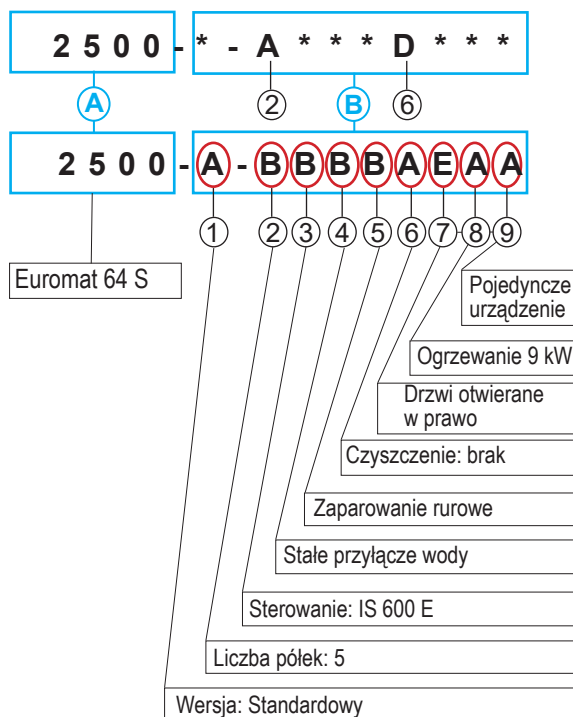 2 5 0 0 - * - A * * * D * * *
A 2 B 6
2 5 0 0 - A - B B B B A E A A
1 2 3 4 5 6 7 8 9
Euromat 64 S
Pojedyncze
urządzenie
Ogrzewanie 9 kW
Drzwi otwierane
w prawo
Czyszczenie: brak
Zaparowanie rurowe
Stałe przyłącze wody
Sterowanie: IS 600 E
Liczba półek: 5
Wersja: Standardowy